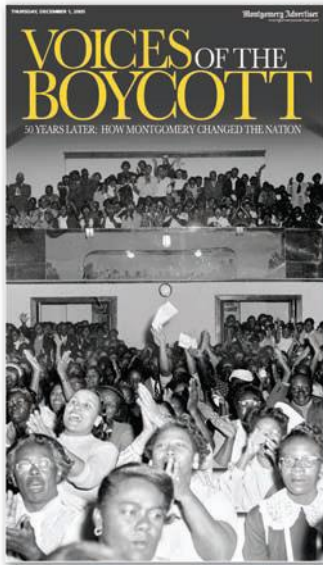 THURSDAY, DECEMBER 1, 2005
Montgomery Advertiser
VOICES OF THE
BOYCOTT
50 YEARS LATER: HOW MONTGOMERY CHANGED THE NATION